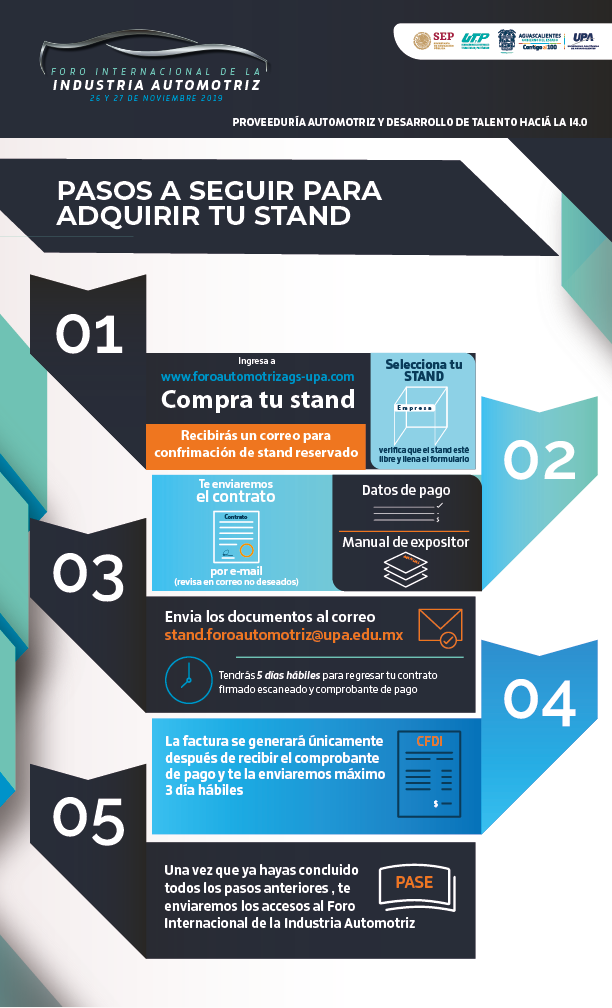 FORO INTERNACIONAL DE LA
INDUSTRIA AUTOMOTRIZ
26 Y 27 DE NOVIEMBRE 2019
SEP
UTP
AGUASCALIENTES
Contigo al 100
UPA
PROVEEDURÍA AUTOMOTRIZ Y DESARROLLO DE TALENTO HACIÁ LA I4.0
PASOS A SEGUIR PARA
ADQUIRIR TU STAND
01
Ingresa a
www.foroautomotrizags-upa.com
Compra tu stand
Recibirás un correo para
confrimación de stand reservado
Selecciona tu
STAND
Empresa
verifica que el stand esté
libre y llena el formulario
02
Te enviaremos
el contrato
Contrato
por e-mail
(revisa en correo no deseados)
Datos de pago
$
Manual de expositor
03
Envia los documentos al correo
stand.foroautomotriz@upa.edu.mx
Tendrás 5 días hábiles para regresar tu contrato
firmado escaneado y comprobante de pago
04
La factura se generará únicamente
después de recibir el comprobante
de pago y te la enviaremos máximo
3 día hábiles
CFDI
$
05
Una vez que ya hayas concluido
todos los pasos anteriores , te
enviaremos los accesos al Foro
Internacional de la Industria Automotriz
PASE